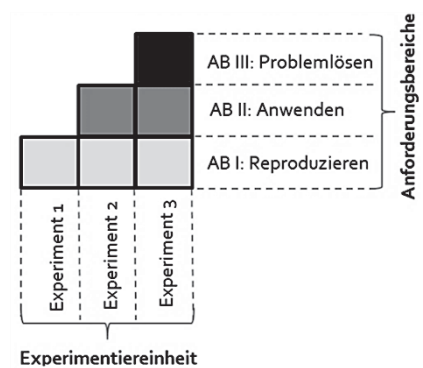 AB III: Problemlösen
AB II: Anwenden
AB I: Reproduzieren
Anforderungsbereiche
Experiment 1
Experiment 2
Experiment 3
Experimentiereinheit